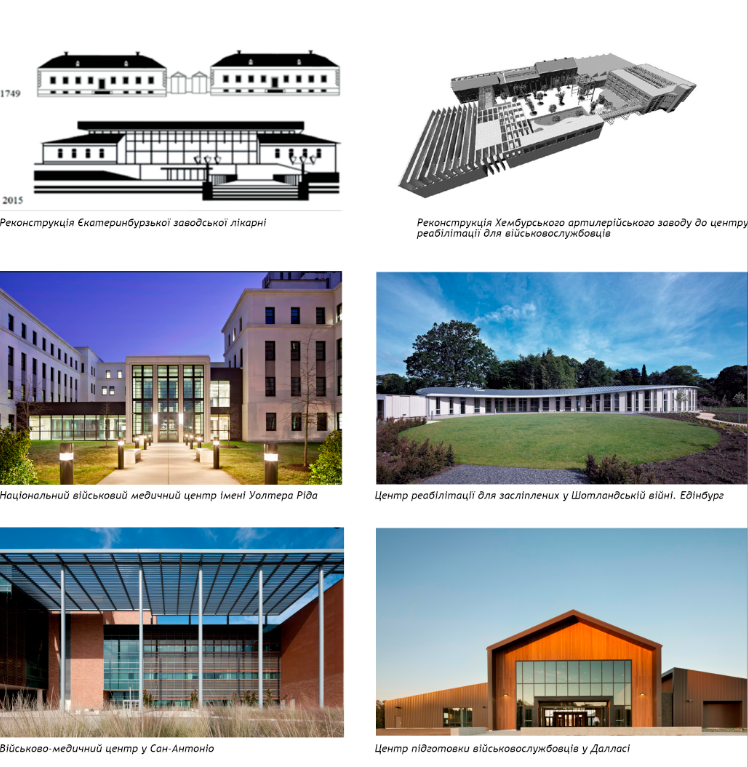 1749
2015
Реконструкція Єкатеринбурзької заводської лікарні
Реконструкція Хембурського артилерійського заводу до центру
реабілітації для військовослужбовців
Національний військовий медичний центр імені Уолтера Ріда
Центр реабілітації для засліплених у Шотландській війні. Едінбург
Військово-медичний центр у Сан-Антоніо
Центр підготовки військовослужбовців у Далласі